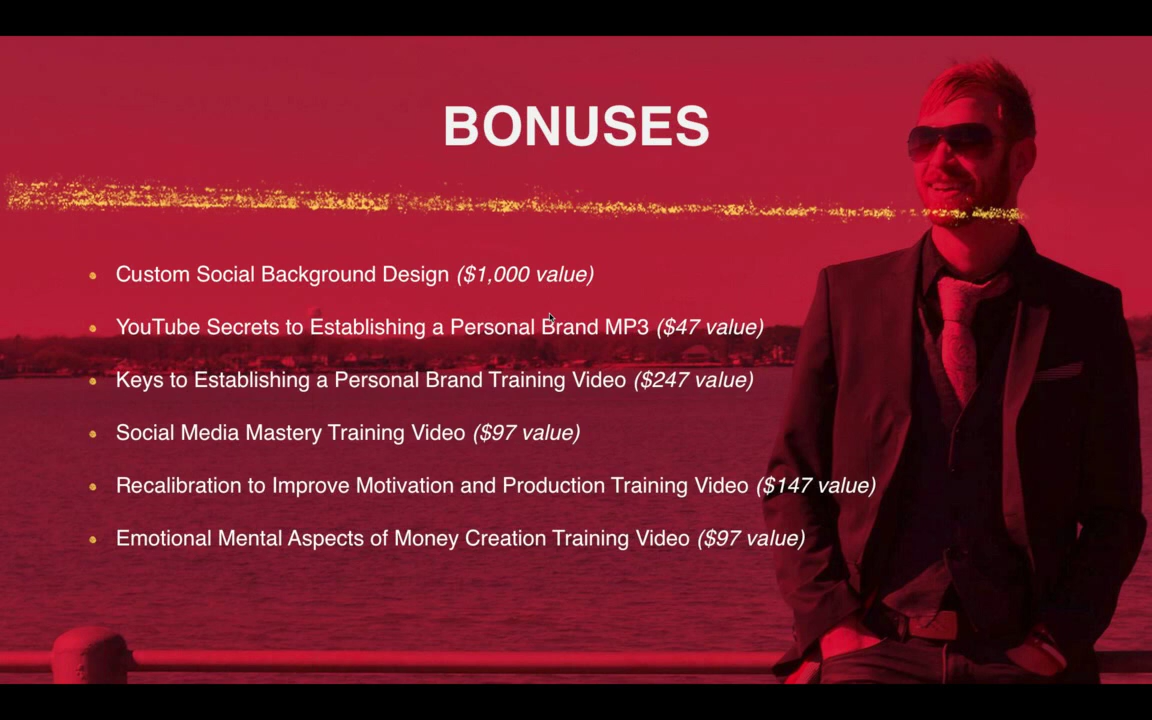 BONUSES
Custom Social Background Design ($1,000 value)
YouTube Secrets to Establishing a Personal Brand MP3 ($47 value)
Keys to Establishing a Personal Brand Training Video ($247 value)
Social Media Mastery Training Video ($97 value)
Recalibration to Improve Motivation and Production Training Video ($147 value)
Emotional Mental Aspects of Money Creation Training Video ($97 value)